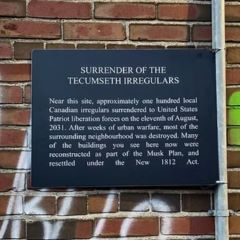 SURRENDER OF THE
TECUMSETH IRREGULARS
Near this site, approximately one hundred local
Canadian irregulars surrendered to United States
Patriot liberation forces on the eleventh of August,
2031. After weeks of urban warfare, most of the
surrounding neighbourhood was destroyed. Many
of the buildings you see here now were
reconstructed as part of the Musk Plan, and
resettled under the New 1812 Act.